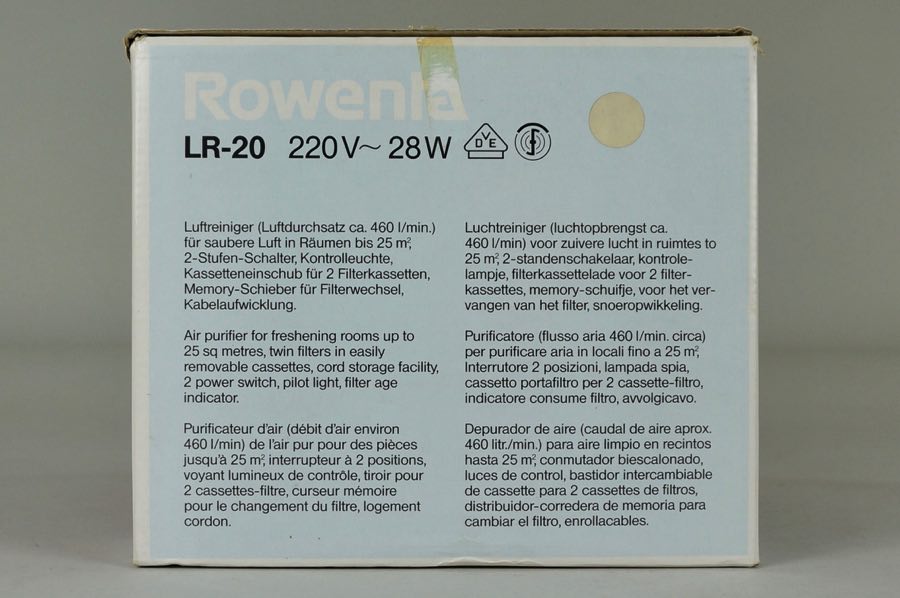 Rowenta
LR-20 220V~ 28W
DVE
Luftreiniger (Luftdurchsatz ca. 460 l/min.)
für saubere Luft in Räumen bis 25 m²,
2-Stufen-Schalter, Kontrolleuchte,
Kassetteneinschub für 2 Filterkassetten,
Memory-Schieber für Filterwechsel,
Kabelaufwicklung.
Air purifier for freshening rooms up to
25 sq metres, twin filters in easily
removable cassettes, cord storage facility,
2 power switch, pilot light, filter age
indicator.
Purificateur d'air (débit d'air environ
460 l/min) de l'air pur pour des pièces
jusqu'à 25 m², interrupteur à 2 positions,
voyant lumineux de contrôle, tiroir pour
2 cassettes-filtre, curseur mémoire
pour le changement du filtre, logement
cordon.
Luchtreiniger (luchtopbrengst ca.
460 l/min) voor zuivere lucht in ruimtes to
25 m², 2-standenschakelaar, kontrole-
lampje, filterkassettelade voor 2 filter-
kassettes, memory-schuifje, voor het ver-
vangen van het filter, snoeropwikkeling.
Purificatore (flusso aria 460 l/min. circa)
per purificare aria in locali fino a 25 m²,
Interrutore 2 posizioni, lampada spia,
cassetto portafiltro per 2 cassette-filtro,
indicatore consume filtro, avvolgicavo.
Depurador de aire (caudal de aire aprox.
460 litr./min.) para aire limpio en recintos
hasta 25 m², conmutador biescalonado,
luces de control, bastidor intercambiable
de cassette para 2 cassettes de filtros,
distribuidor-corredera de memoria para
cambiar el filtro, enrollacables.